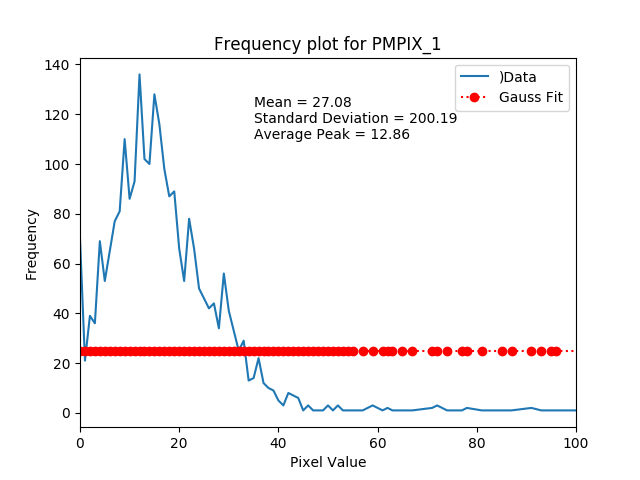 Frequency plot for PMPIX_1
140
120
100
80
60
40
20
0
Frequency
Mean = 27.08
Standard Deviation = 200.19
Average Peak = 12.86
)Data
Gauss Fit
0 20 40 60 80 100
Pixel Value